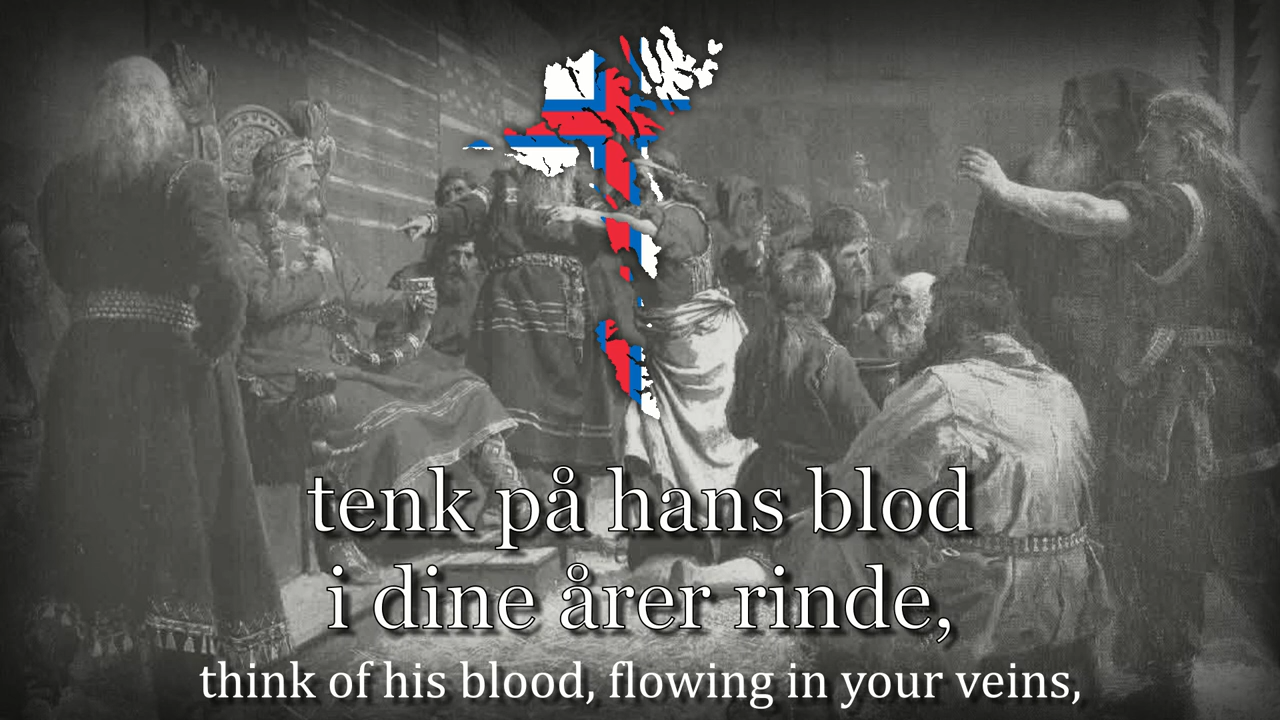 tenk på hans blod
i dine årer rinde,
think of his blood, flowing in your veins,